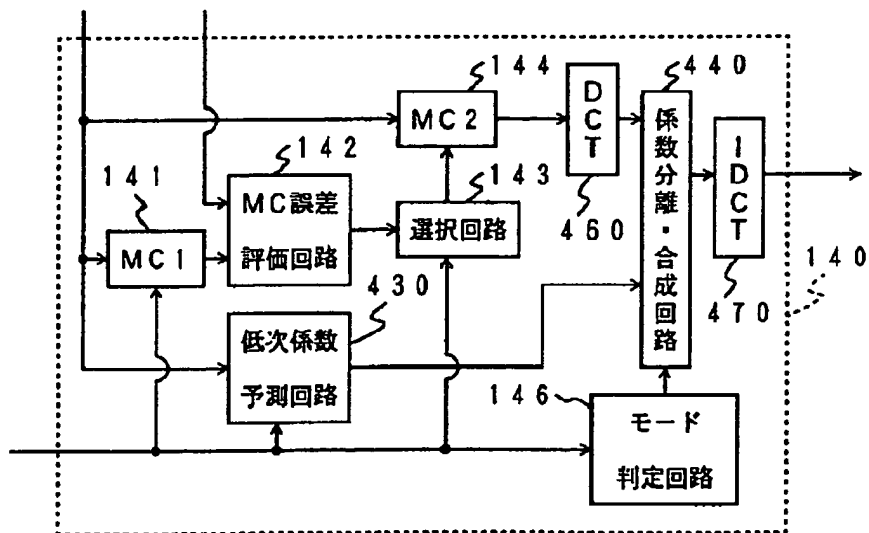 144
440
DCT
MC2
係数分離・合成回路
IDCT
142
141
143
MC誤差
評価回路
選択回路
460
MC1
140
430
470
低次係数
予測回路
146
モード
判定回路